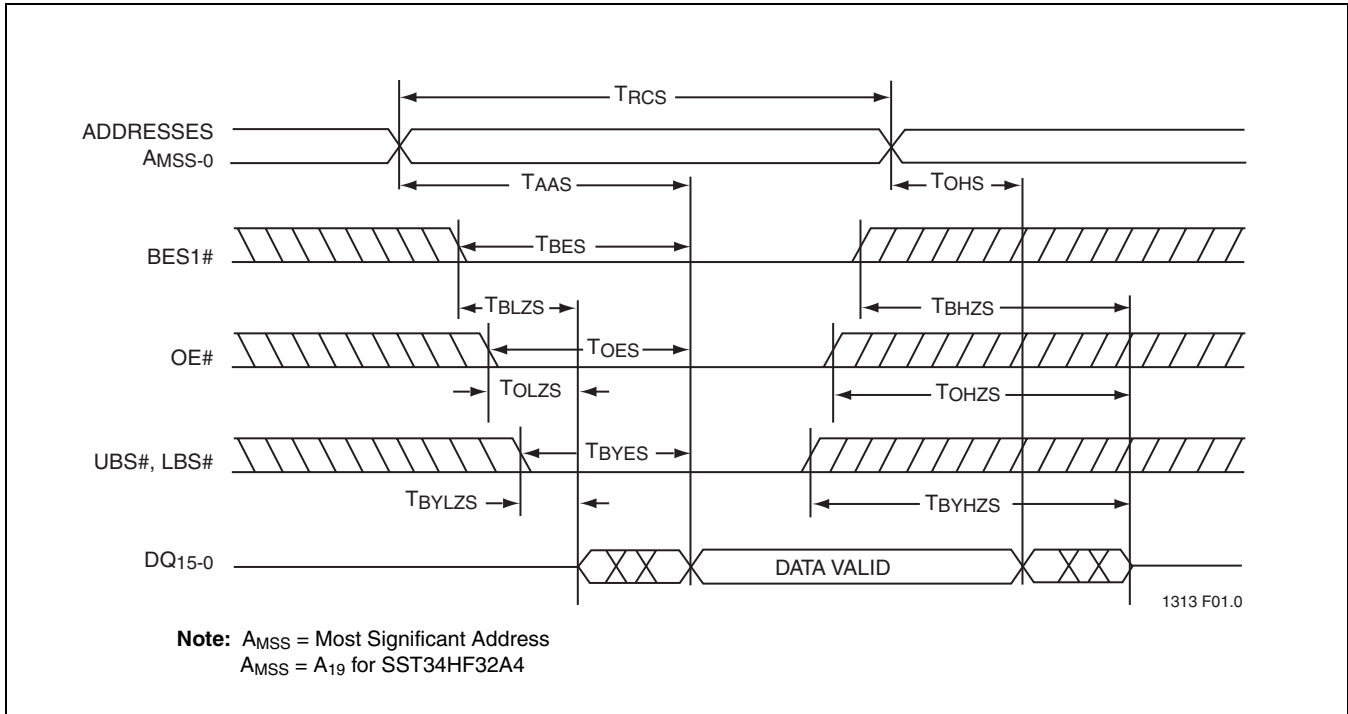 TRCS
ADDRESSES
AMSS-0
TAAS
TOHS
BES1#
TBES
TBLZS
TBHZS
OE#
TOES
TOLZS
TOHZS
UBS#, LBS#
TBYES
TBYLZS
TBYHZS
DQ15-0
DATA VALID
1313 F01.0
Note: AMSS = Most Significant Address
AMSS = A19 for SST34HF32A4